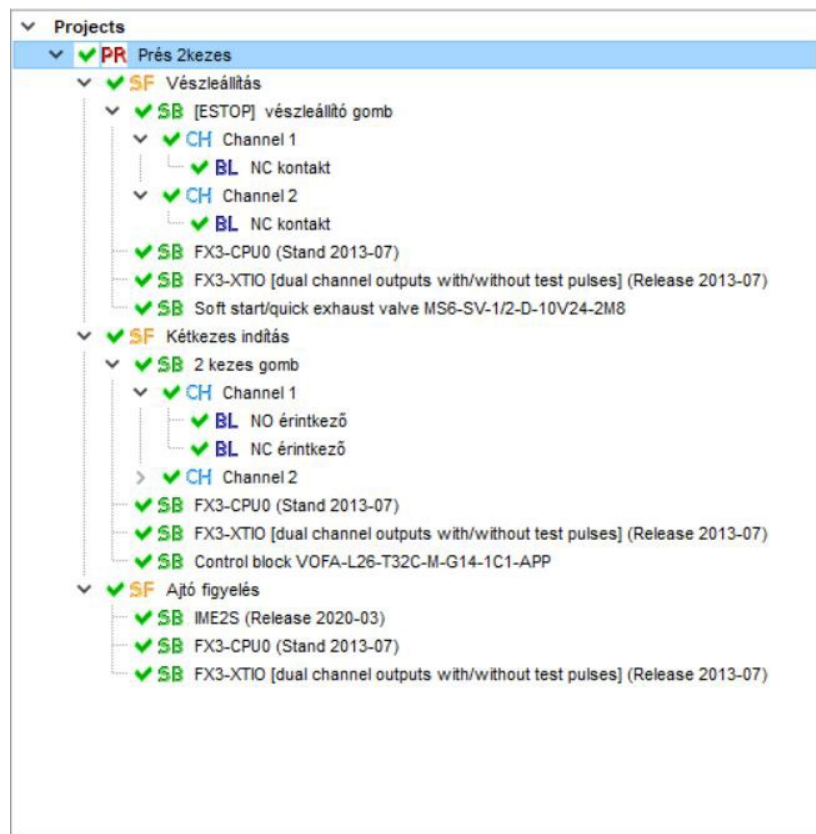 Projects
PR Prés 2kezes
SF Vészleállítás
SB [ESTOP] vészleállító gomb
CH Channel 1
BL NC kontakt
CH Channel 2
BL NC kontakt
SB FX3-CPU0 (Stand 2013-07)
SB FX3-XTIO [dual channel outputs with/without test pulses] (Release 2013-07)
SB Soft start/quick exhaust valve MS6-SV-1/2-D-10V24-2M8
SF Kétkezes indítás
SB 2 kezes gomb
CH Channel 1
BL NO érintkező
BL NC érintkező
CH Channel 2
SB FX3-CPU0 (Stand 2013-07)
SB FX3-XTIO [dual channel outputs with/without test pulses] (Release 2013-07)
SB Control block VOFA-L26-T32C-M-G14-1C1-APP
SF Ajtó figyelés
SB IME2S (Release 2020-03)
SB FX3-CPU0 (Stand 2013-07)
SB FX3-XTIO [dual channel outputs with/without test pulses] (Release 2013-07)